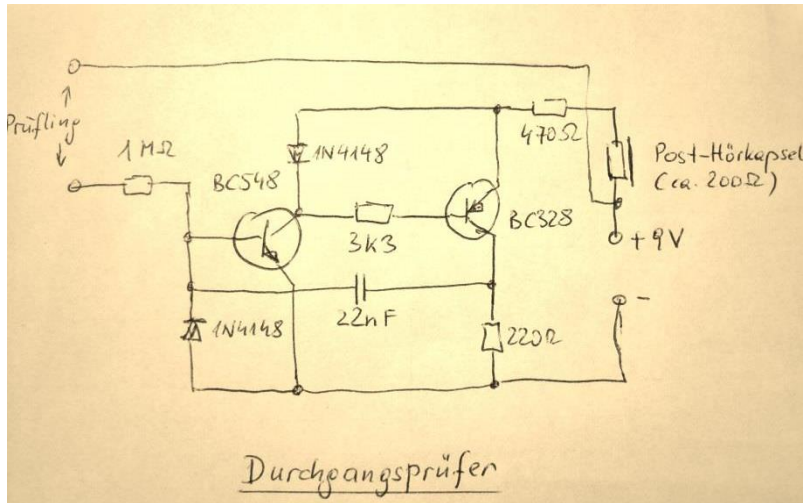 Prüfling
1 MΩ
BC548
1N4148
470Ω
Post-Hörkapsel
(ca. 200Ω)
3k3
BC328
+9V
-
1N4148
22nF
220Ω
Durchgangsprüfer